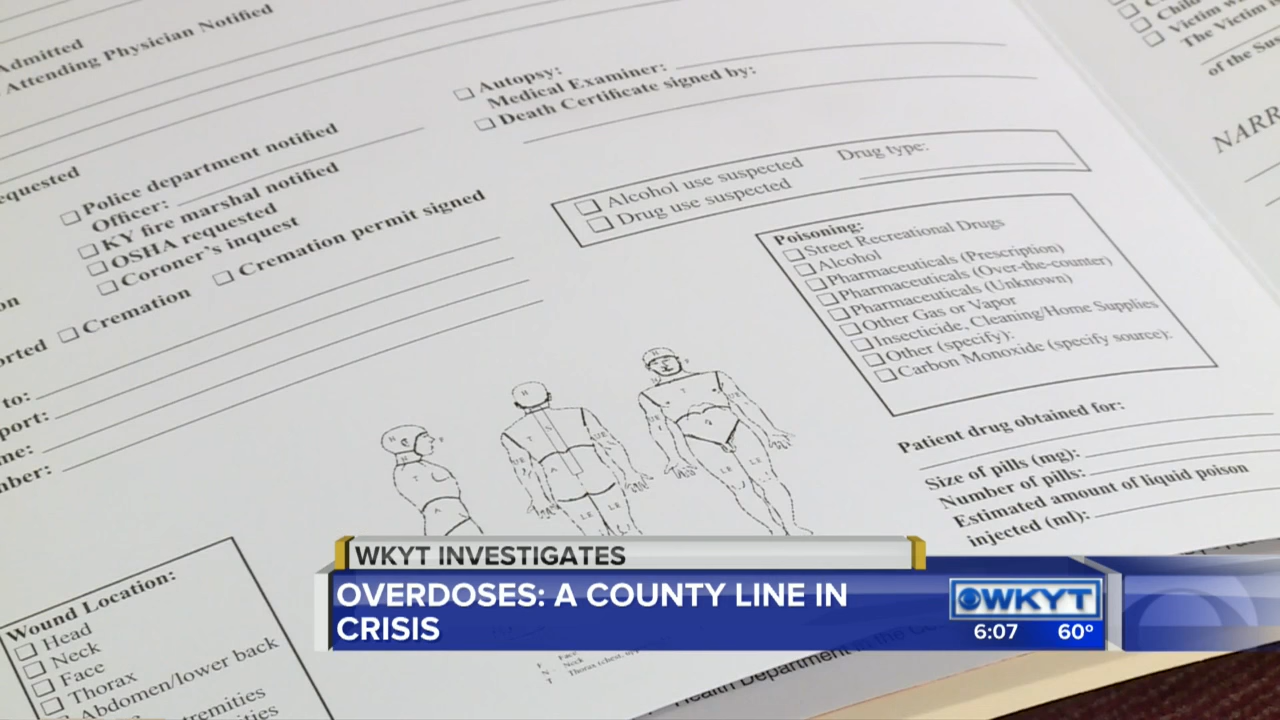 Admitted
Attending Physician Notified
Autopsy:
Medical Examiner:
Death Certificate signed by:
Police department notified
Officer:
KY fire marshal notified
OSHA requested
Coroner's inquest
Cremation
Cremation permit signed
to:
Alcohol use suspected
Drug use suspected
Drug type:
Poisoning:
Street Recreational Drugs
Alcohol
Pharmaceuticals (Prescription)
Pharmaceuticals (Over-the-counter)
Pharmaceuticals (Unknown)
Other Gas or Vapor
Insecticide, Cleaning/Home Supplies
Other (specify):
Carbon Monoxide (specify source):
Patient drug obtained for:
Size of pills (mg):
Number of pills:
Estimated amount of liquid poison
injected (ml):
Wound Location:
Head
Neck
Face
Thorax
Abdomen/lower back
The Victim
of the
WKYT INVESTIGATES
OVERDOSES: A COUNTY LINE IN
CRISIS
WKYT
6:07 60°
Health Department in the